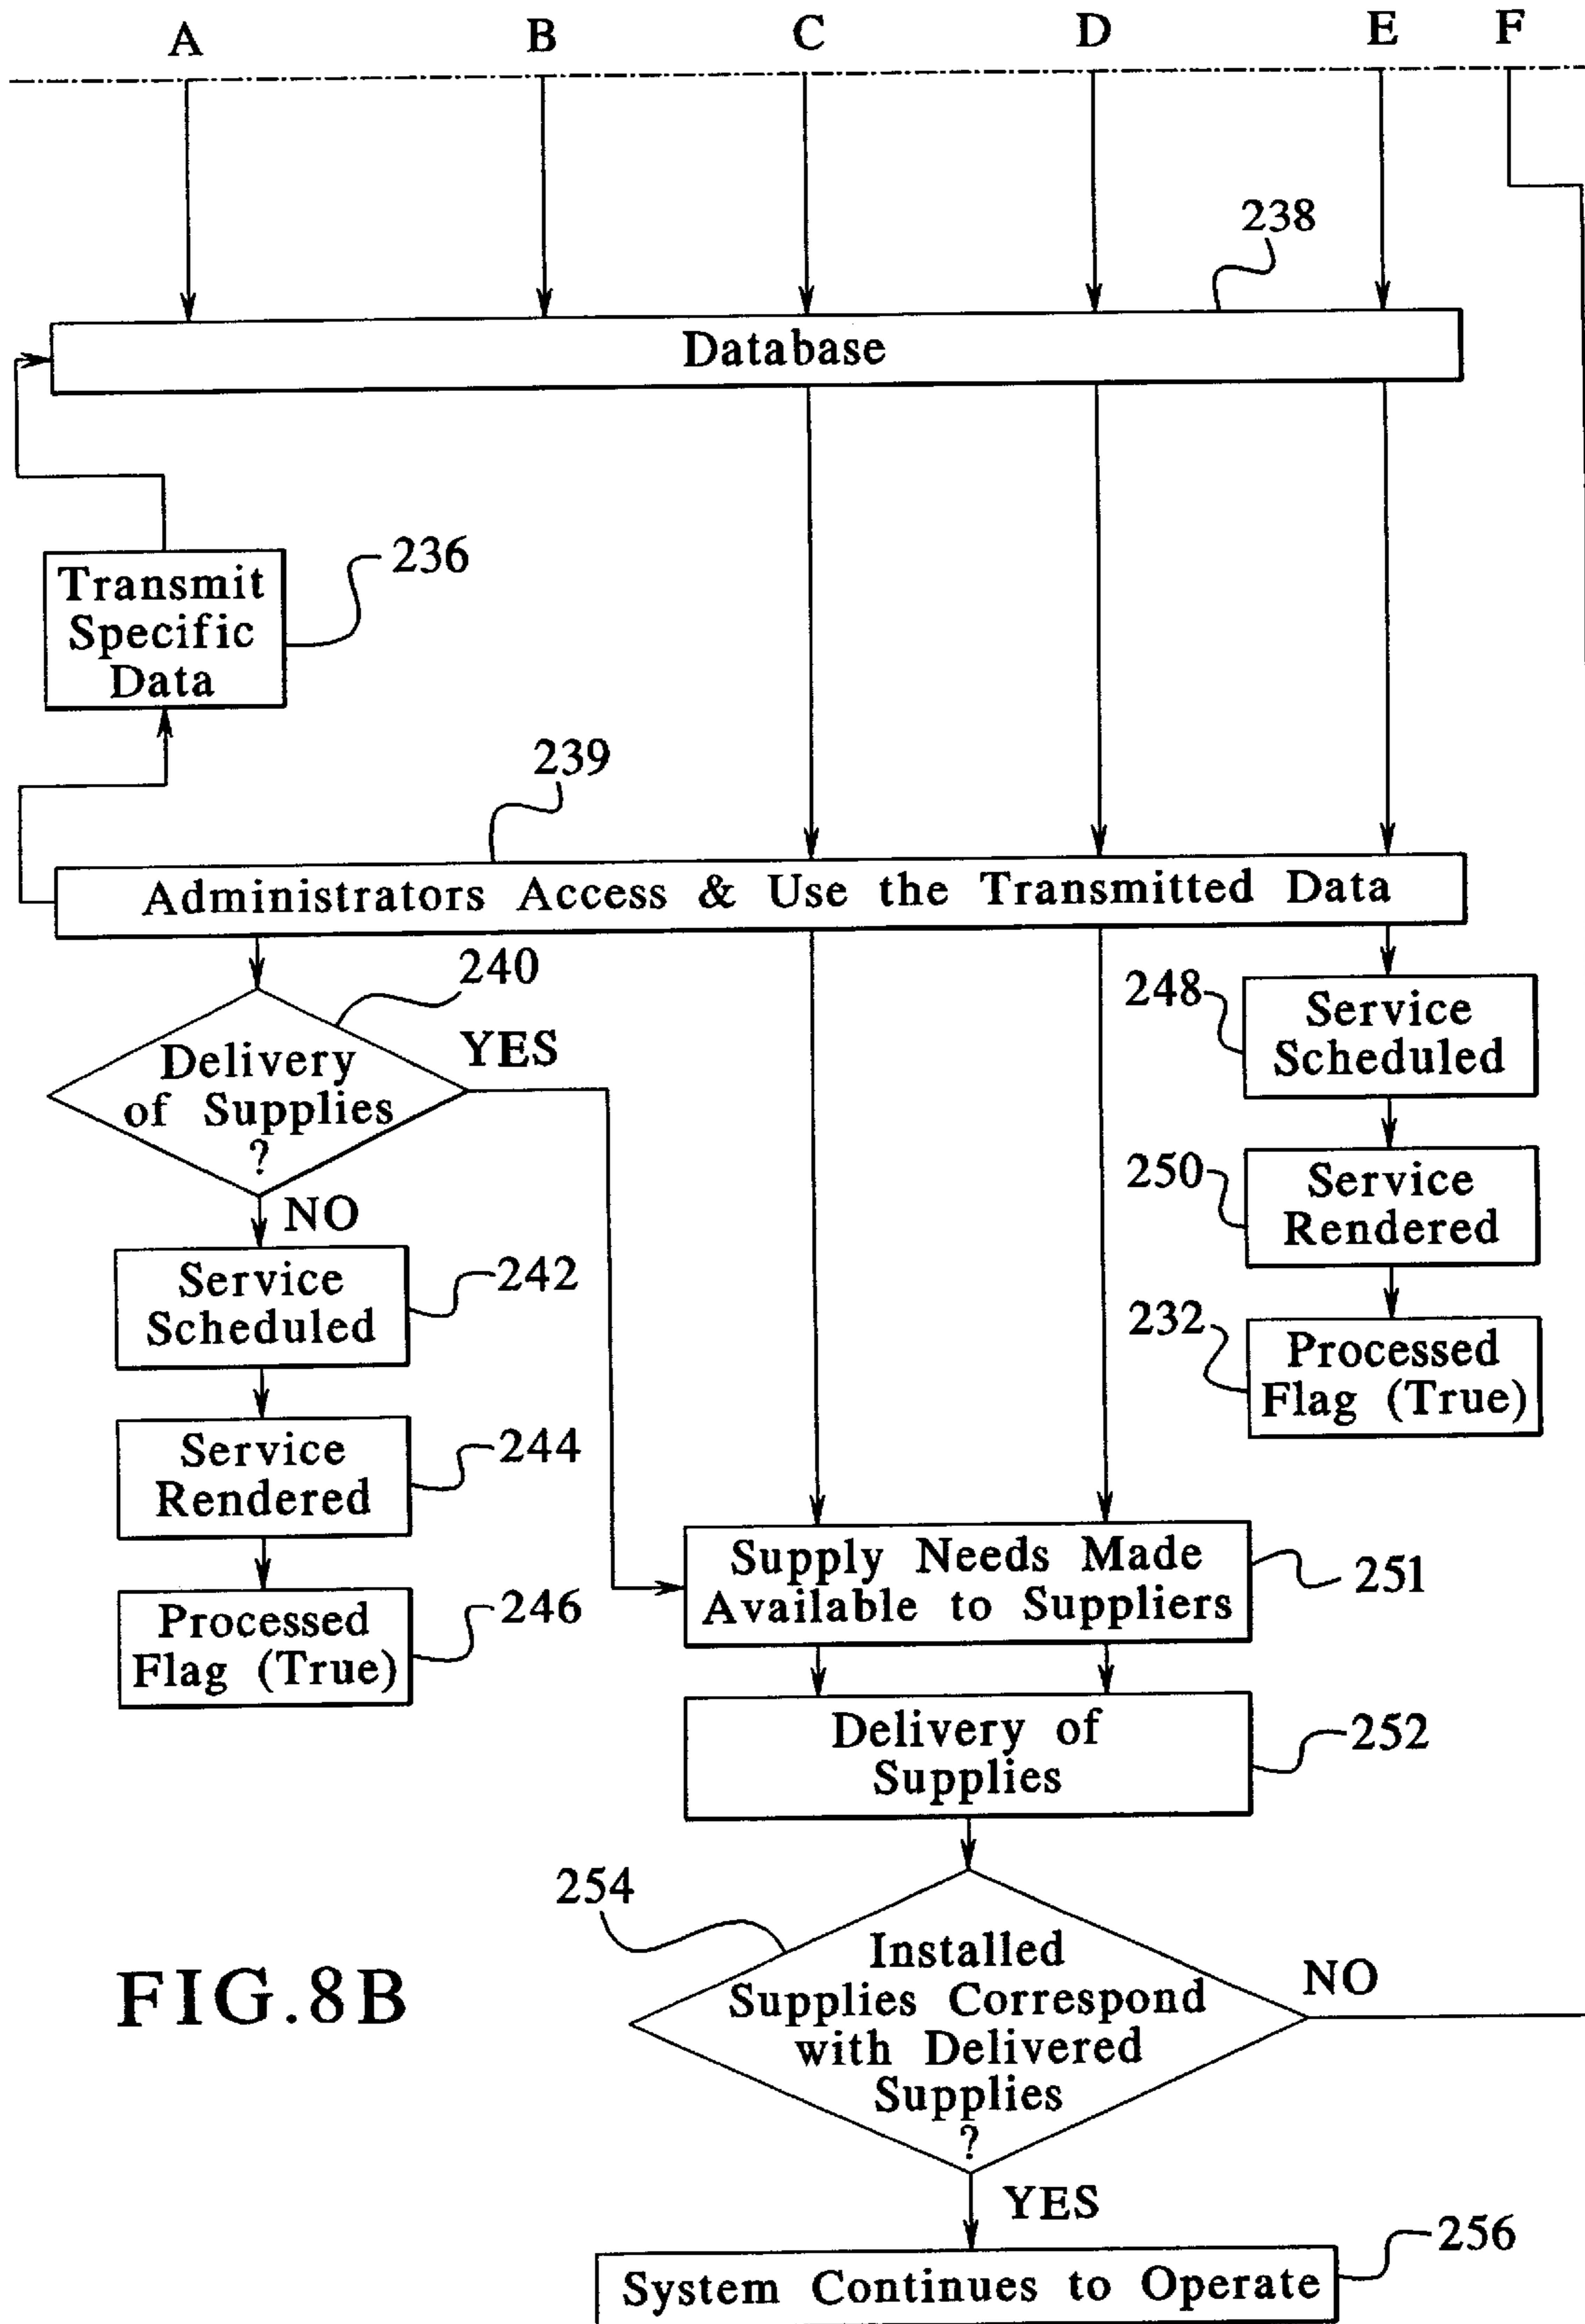 A B C D E F
238
Database
236
Transmit
Specific
Data
239
Administrators Access & Use the Transmitted Data
240
Delivery
of Supplies
?
YES
NO
248
Service
Scheduled
250
Service
Rendered
232
Processed
Flag (True)
242
Service
Scheduled
244
Service
Rendered
246
Processed
Flag (True)
251
Supply Needs Made
Available to Suppliers
252
Delivery of
Supplies
254
Installed
Supplies Correspond
with Delivered
Supplies
?
NO
YES
256
System Continues to Operate
FIG.8B